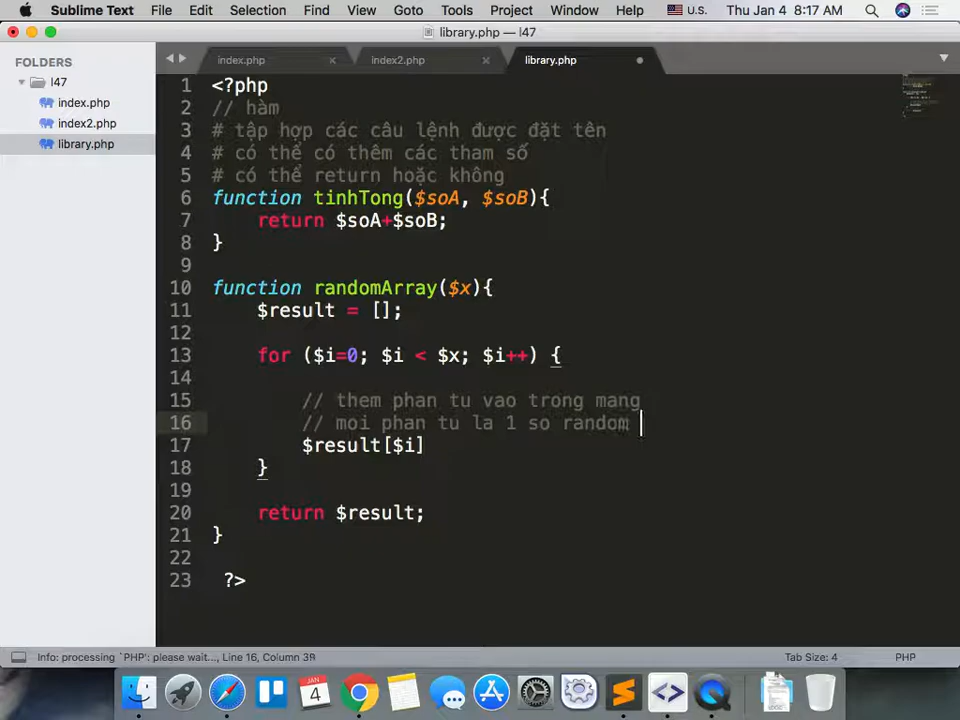 Sublime Text File Edit Selection Find View Goto Tools Project Window Help U.S. Thu Jan 4 8:17 AM
library.php — l47
FOLDERS
l47
index.php
index2.php
library.php
index.php × index2.php × library.php
1 <?php
2 // hàm
3 # tập hợp các câu lệnh được đặt tên
4 # có thể có thêm các tham số
5 # có thể return hoặc không
6 function tinhTong($soA, $soB){
7 return $soA+$soB;
8 }
9
10 function randomArray($x){
11 $result = [];
12
13 for ($i=0; $i < $x; $i++) {
14
15 // them phan tu vao trong mang
16 // moi phan tu la 1 so random
17 $result[$i]
18 }
19
20 return $result;
21 }
22
23 ?>
Info: processing `PHP': please wait..., Line 16, Column 39 Tab Size: 4 PHP
JAN
4